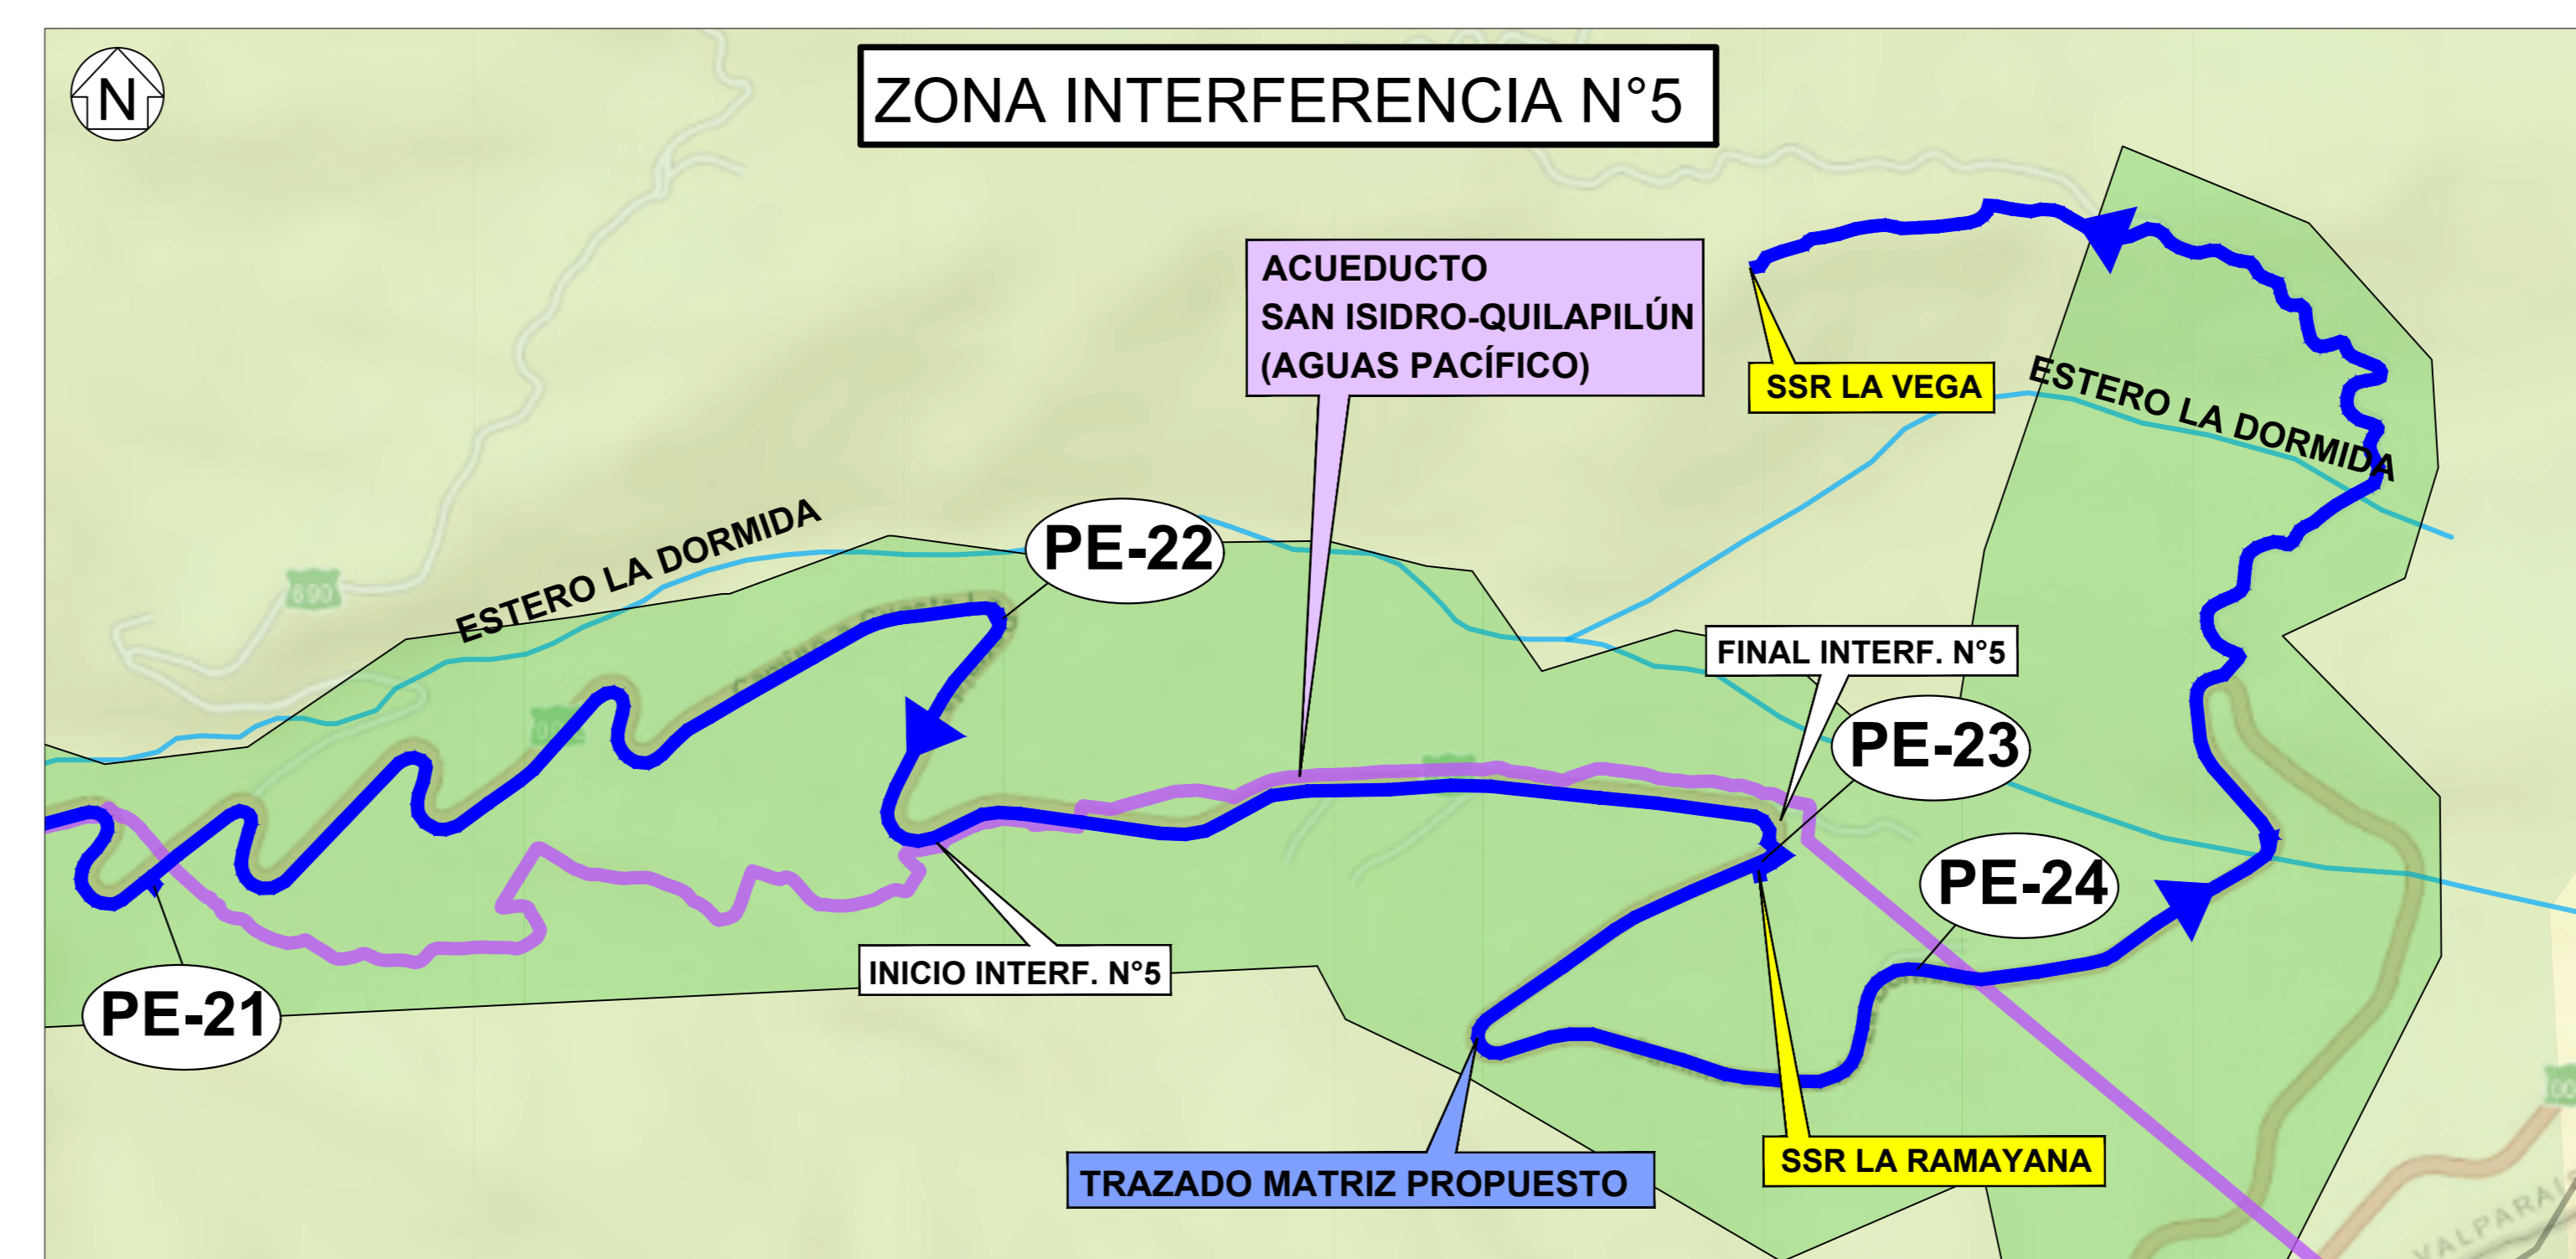 N
ZONA INTERFERENCIA N°5
ACUEDUCTO
SAN ISIDRO-QUILAPILÚN
(AGUAS PACÍFICO)
SSR LA VEGA
ESTERO LA DORMIDA
ESTERO LA DORMIDA
PE-22
890
FINAL INTERF. N°5
PE-23
PE-24
INICIO INTERF. N°5
PE-21
TRAZADO MATRIZ PROPUESTO
SSR LA RAMAYANA